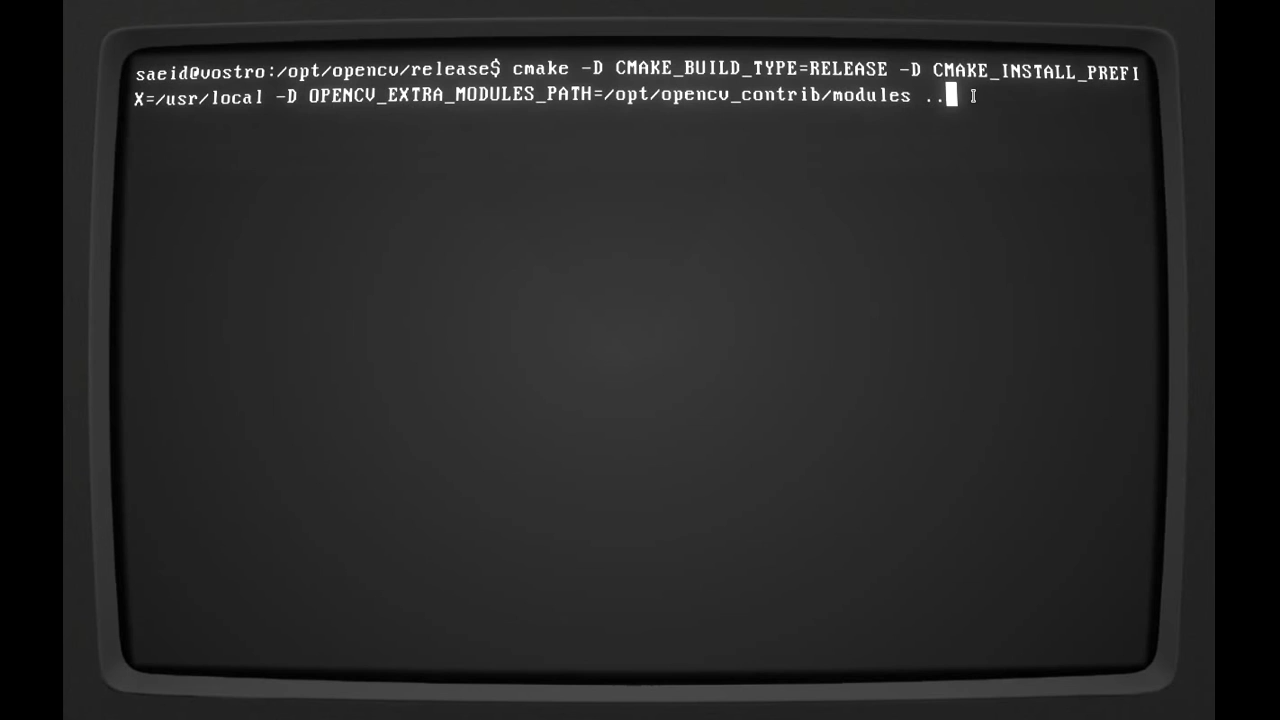 saeid@vostro:/opt/opencv/release$ cmake -D CMAKE_BUILD_TYPE=RELEASE -D CMAKE_INSTALL_PREFI
X=/usr/local -D OPENCV_EXTRA_MODULES_PATH=/opt/opencv_contrib/modules ..